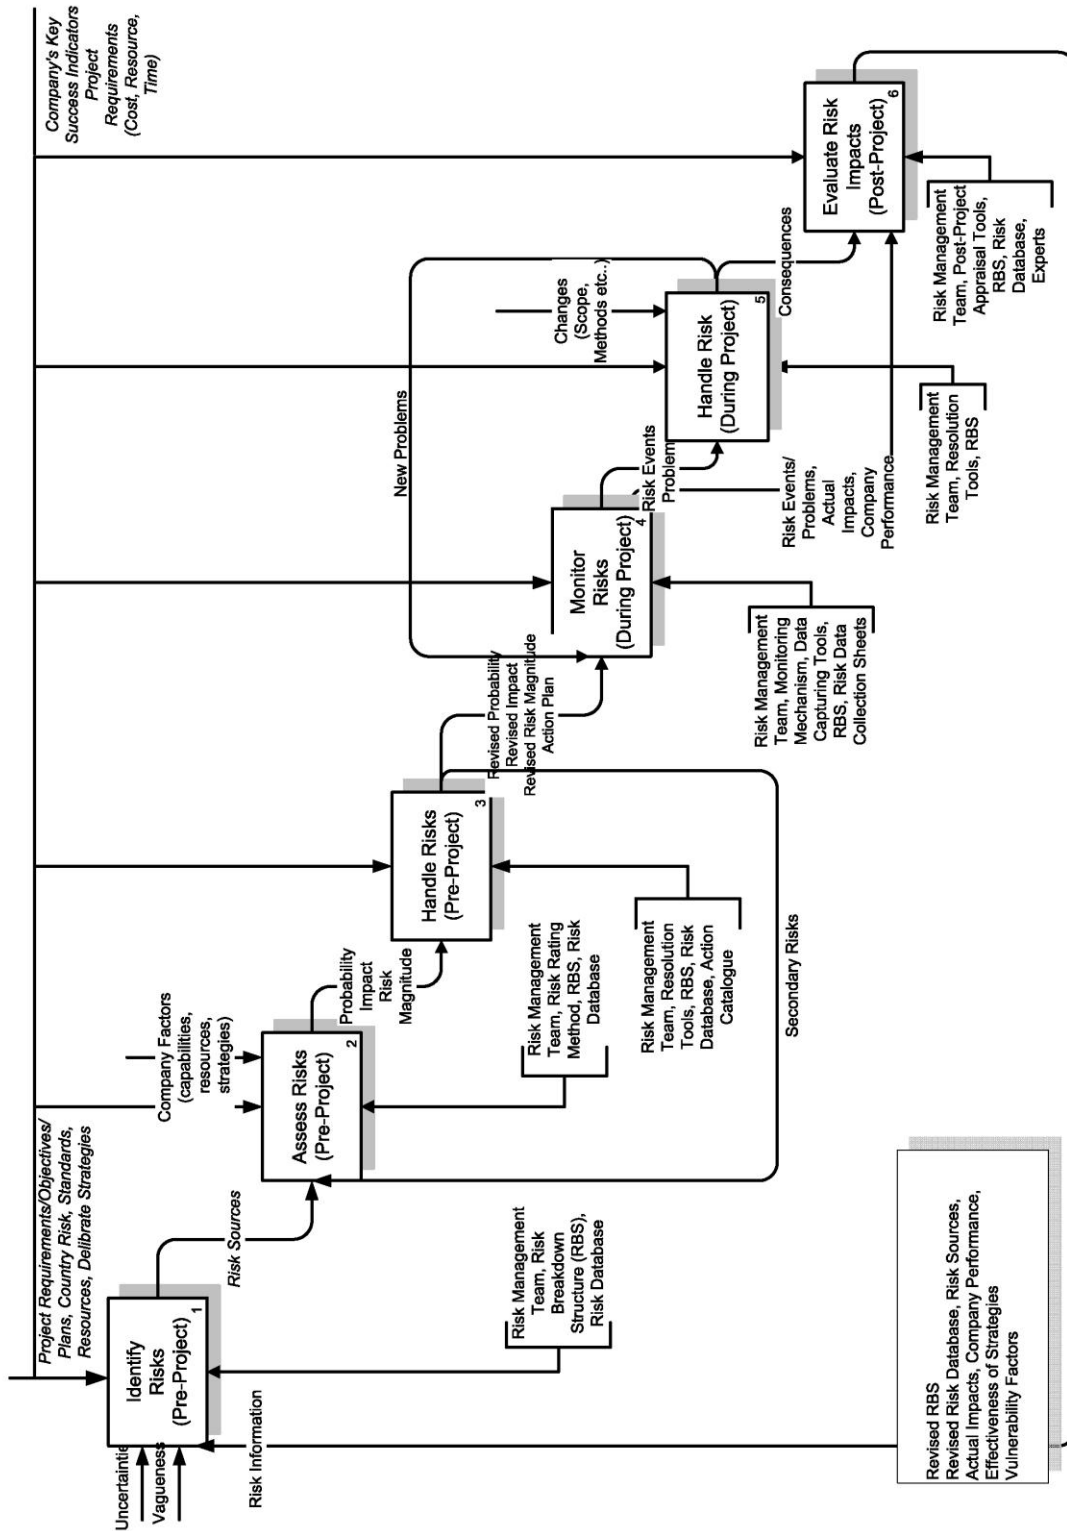 Company's Key
Success Indicators
Project
Requirements
(Cost, Resource,
Time)
Project Requirements/Objectives/
Plans, Country Risk, Standards,
Resources, Delibrate Strategies
Uncertaintie
Vagueness
Identify
Risks
(Pre-Project)
1
Risk Information
Risk Sources
Risk Management
Team, Risk
Breakdown
Structure (RBS),
Risk Database
Company Factors
(capabilities,
resources,
strategies)
Assess Risks
(Pre-Project)
2
Probability
Impact
Risk
Magnitude
Risk Management
Team, Risk Rating
Method, RBS, Risk
Database
Handle Risks
(Pre-Project)
3
Revised Probability
Revised Impact
Revised Risk Magnitude
Action Plan
Risk Management
Team, Resolution
Tools, RBS, Risk
Database, Action
Catalogue
Secondary Risks
New Problems
Monitor
Risks
(During Project)
4
Risk Events
Problem
Risk Management
Team, Monitoring
Mechanism, Data
Capturing Tools,
RBS, Risk Data
Collection Sheets
Risk Events/
Problems,
Actual
Impacts,
Company
Performance
Changes
(Scope,
Methods etc..)
Handle Risk
(During Project)
5
Consequences
Risk Management
Team, Resolution
Tools, RBS
Evaluate Risk
Impacts
(Post-Project)
6
Risk Management
Team, Post-Project
Appraisal Tools,
RBS, Risk
Database,
Experts
Revised RBS
Revised Risk Database, Risk Sources,
Actual Impacts, Company Performance,
Effectiveness of Strategies
Vulnerability Factors